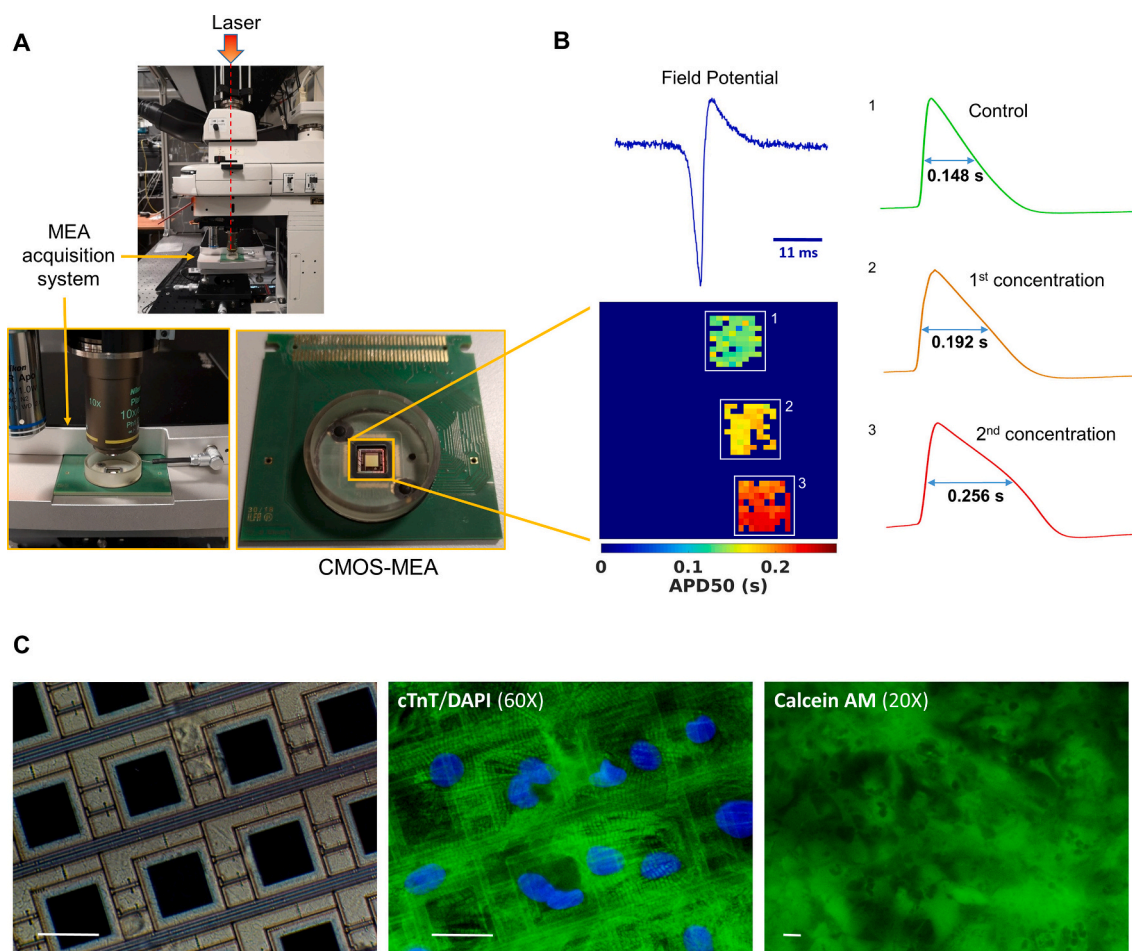 A
Laser
MEA
acquisition
system
10x
10x
CMOS-MEA
B
Field Potential
11 ms
1
2
3
0 0.1 0.2
APD50 (s)
1
Control
0.148 s
2
1st concentration
0.192 s
3
2nd concentration
0.256 s
C
cTnT/DAPI (60X)
Calcein AM (20X)